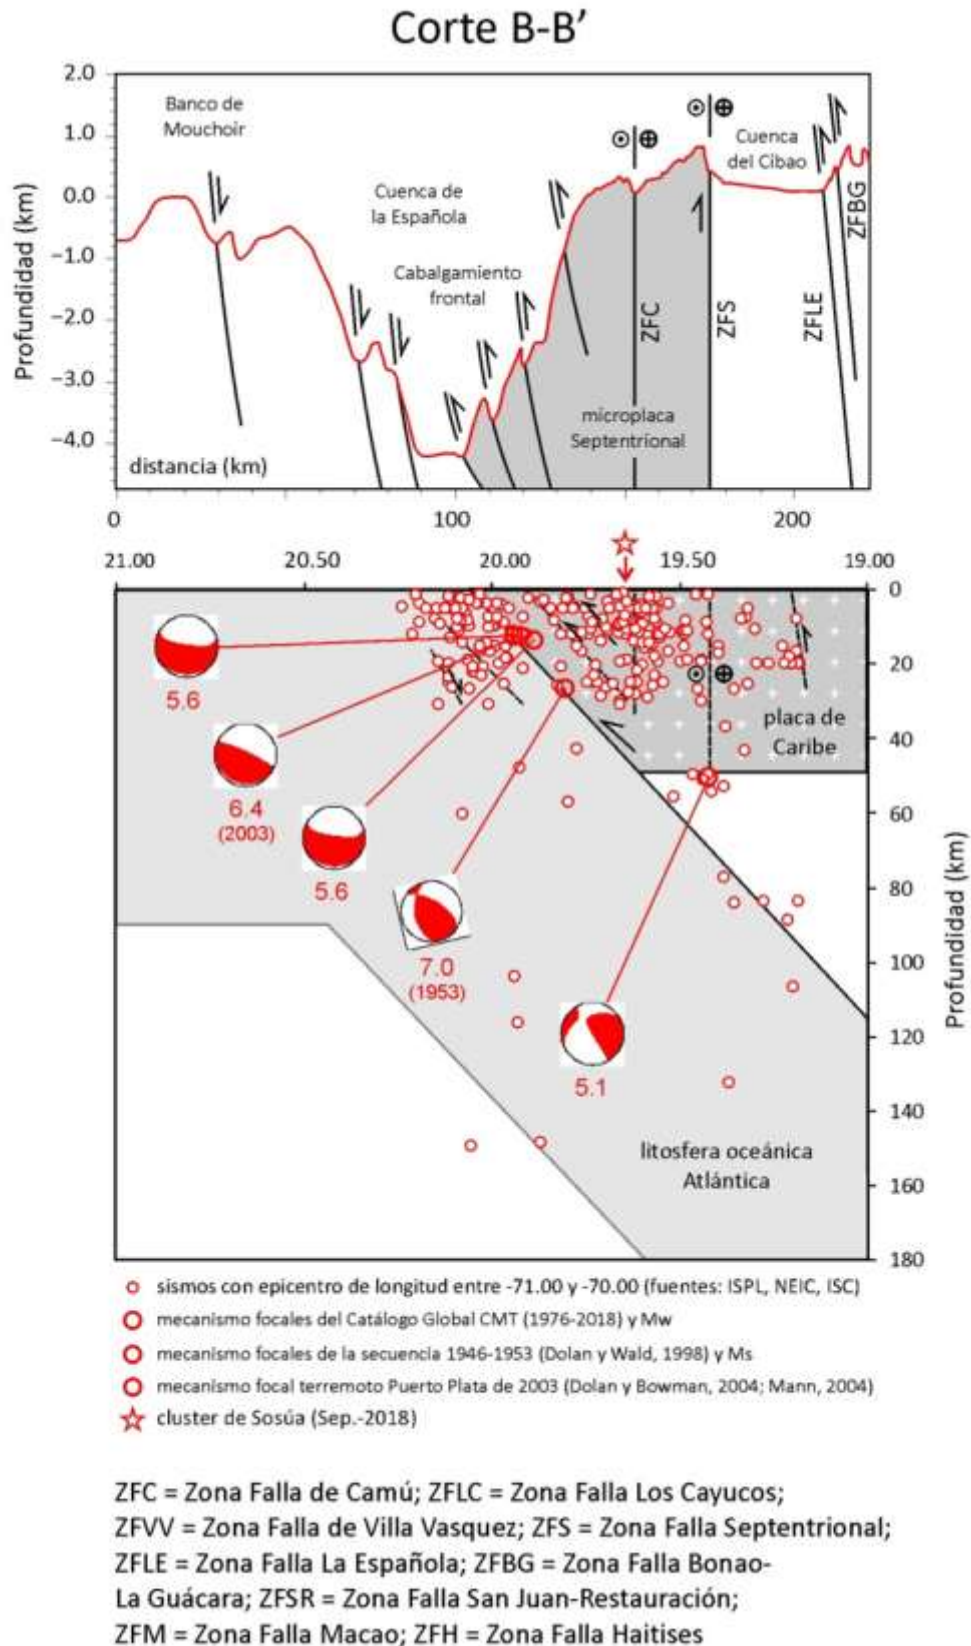 Corte B-B’
2.0
1.0
0.0
−1.0
−2.0
−3.0
−4.0
Profundidad (km)
Banco de
Mouchoir
Cuenca de
la Española
Cabalgamiento
frontal
Cuenca
del Cibao
ZFC
ZFS
ZFLE
ZFBG
microplaca
Septentrional
distancia (km)
0
100
200
21.00
20.50
20.00
19.50
19.00
0
20
40
60
80
100
120
140
160
180
Profundidad (km)
5.6
6.4
(2003)
5.6
7.0
(1953)
5.1
placa de
Caribe
litosfera oceánica
Atlántica
sismos con epicentro de longitud entre -71.00 y -70.00 (fuentes: ISPL, NEIC, ISC)
mecanismo focales del Catálogo Global CMT (1976-2018) y Mw
mecanismo focales de la secuencia 1946-1953 (Dolan y Wald, 1998) y Ms
mecanismo focal terremoto Puerto Plata de 2003 (Dolan y Bowman, 2004; Mann, 2004)
cluster de Sosúa (Sep.-2018)
ZFC = Zona Falla de Camú; ZFLC = Zona Falla Los Cayucos;
ZFVV = Zona Falla de Villa Vasquez; ZFS = Zona Falla Septentrional;
ZFLE = Zona Falla La Española; ZFBG = Zona Falla Bonao-
La Guácara; ZFSR = Zona Falla San Juan-Restauración;
ZFM = Zona Falla Macao; ZFH = Zona Falla Haitises